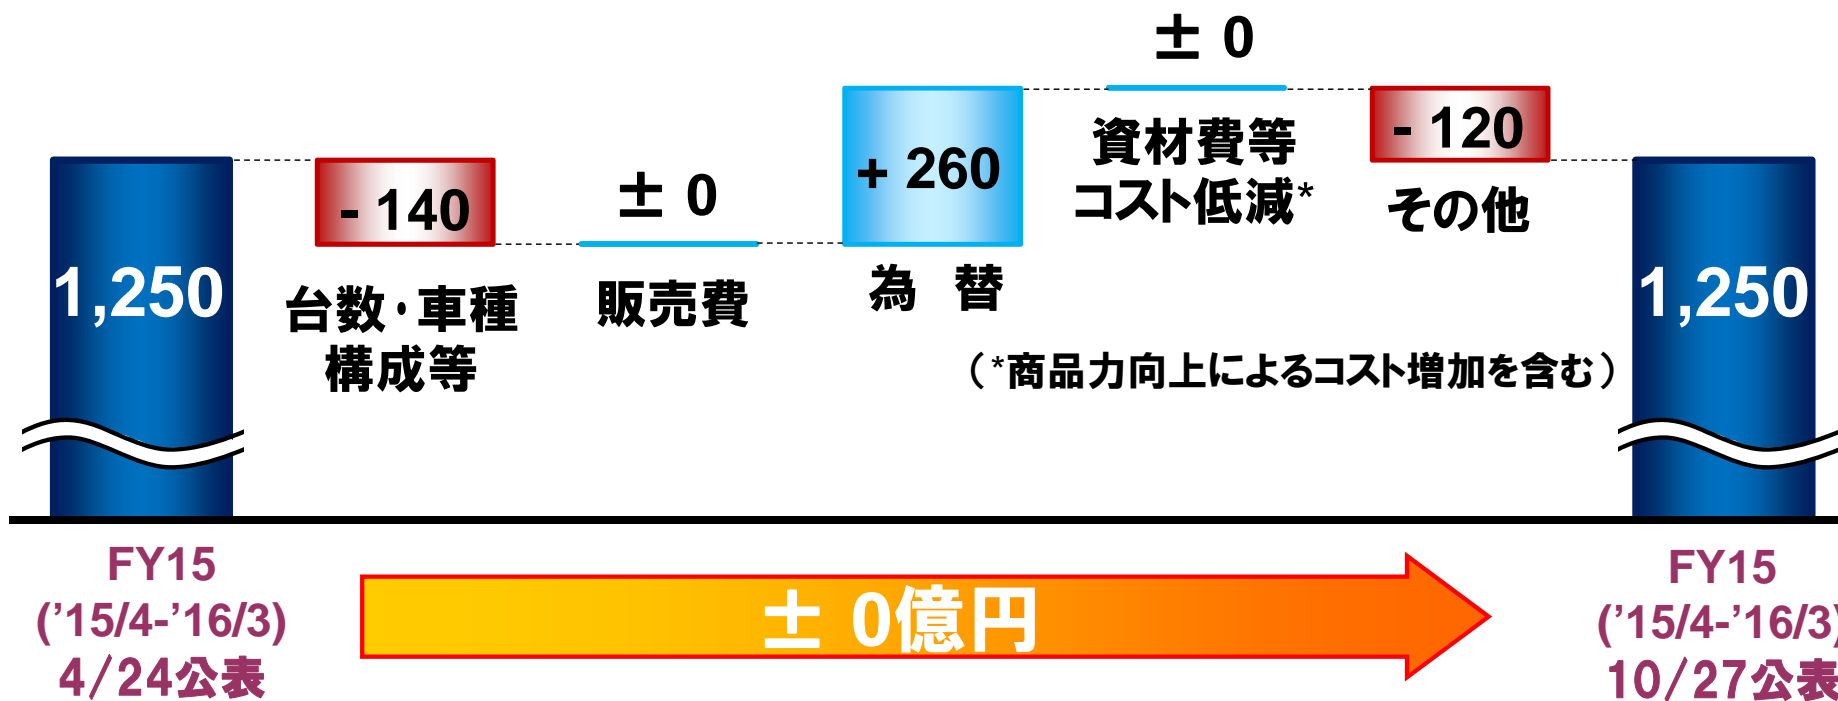 1,250
- 140
台数・車種
構成等
± 0
販売費
+ 260
為 替
± 0
資材費等
コスト低減*
- 120
その他
(*商品力向上によるコスト増加を含む)
1,250
FY15
('15/4-'16/3)
4/24公表
± 0億円
FY15
('15/4-'16/3)
10/27公表